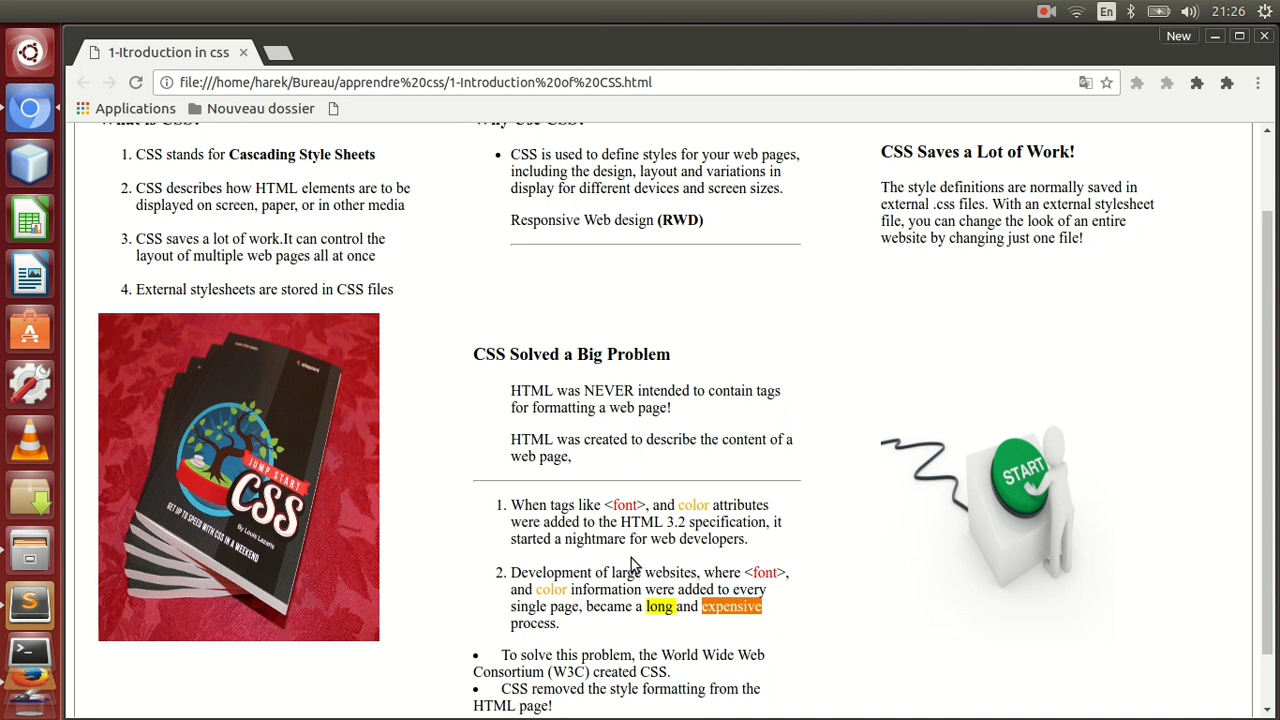 En 21:26
New
1-Itroduction in css
file:///home/harek/Bureau/apprendre%20css/1-Introduction%20of%20CSS.html
Applications Nouveau dossier
What is CSS?
1. CSS stands for Cascading Style Sheets
2. CSS describes how HTML elements are to be
displayed on screen, paper, or in other media
3. CSS saves a lot of work.It can control the
layout of multiple web pages all at once
4. External stylesheets are stored in CSS files
JUMP START
CSS
By Louis Lazaris
GET UP TO SPEED WITH CSS IN A WEEKEND
Why Use CSS?
• CSS is used to define styles for your web pages,
including the design, layout and variations in
display for different devices and screen sizes.
Responsive Web design (RWD)
CSS Solved a Big Problem
HTML was NEVER intended to contain tags
for formatting a web page!
HTML was created to describe the content of a
web page,
1. When tags like <font>, and color attributes
were added to the HTML 3.2 specification, it
started a nightmare for web developers.
2. Development of large websites, where <font>,
and color information were added to every
single page, became a long and expensive
process.
• To solve this problem, the World Wide Web
Consortium (W3C) created CSS.
• CSS removed the style formatting from the
HTML page!
CSS Saves a Lot of Work!
The style definitions are normally saved in
external .css files. With an external stylesheet
file, you can change the look of an entire
website by changing just one file!
START